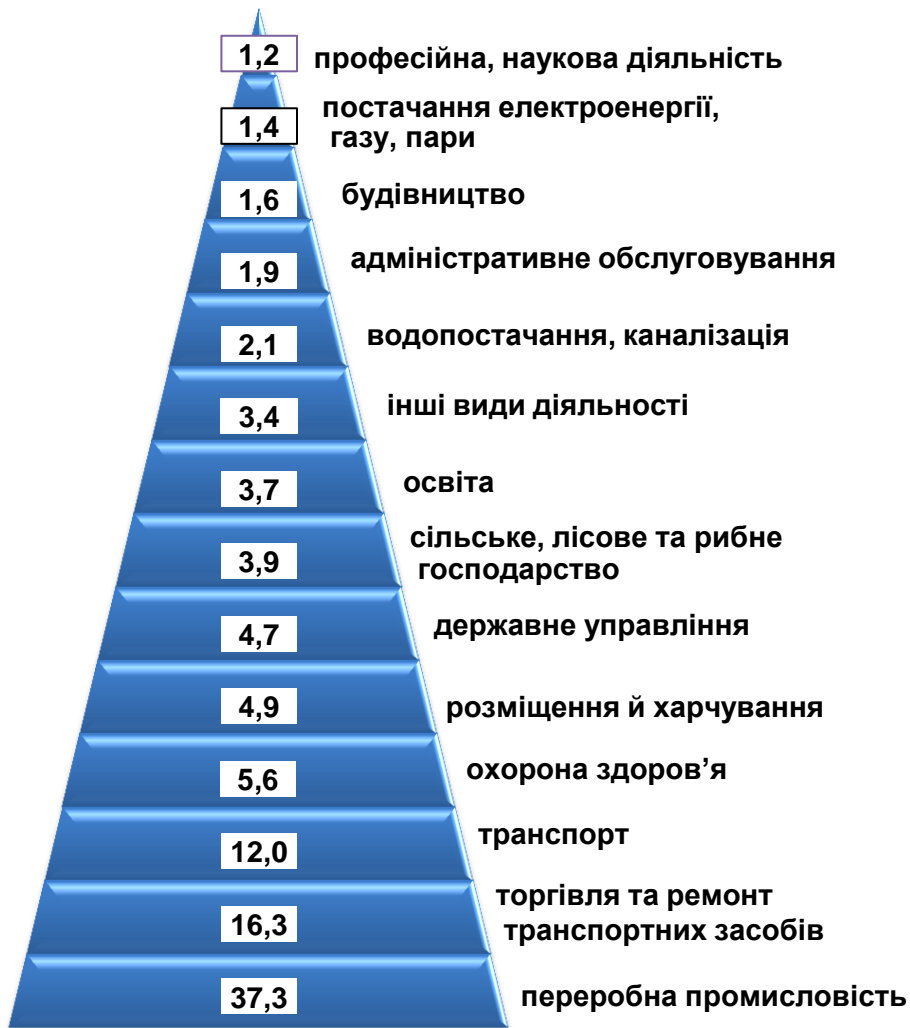 1,2 професійна, наукова діяльність
постачання електроенергії,
1,4 газу, пари
1,6 будівництво
1,9 адміністративне обслуговування
2,1 водопостачання, каналізація
3,4 інші види діяльності
3,7 освіта
сільське, лісове та рибне
3,9 господарство
4,7 державне управління
4,9 розміщення й харчування
5,6 охорона здоров’я
12,0 транспорт
торгівля та ремонт
16,3 транспортних засобів
37,3 переробна промисловість